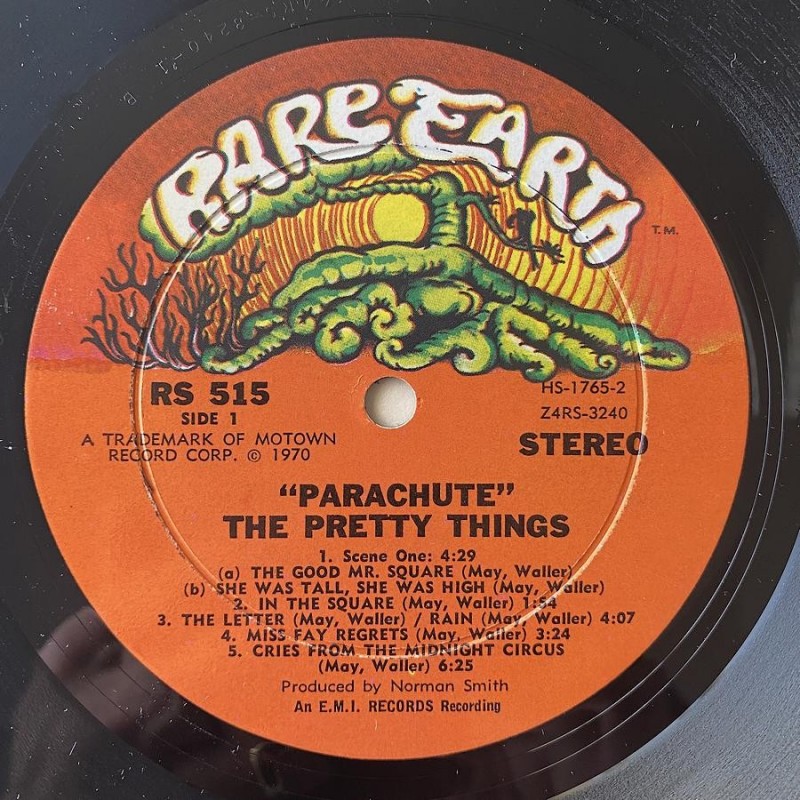 RARE EARTH
T.M.
RS 515
SIDE 1
A TRADEMARK OF MOTOWN
RECORD CORP. © 1970
HS-1765-2
Z4RS-3240
STEREO
"PARACHUTE"
THE PRETTY THINGS
1. Scene One: 4:29
(a) THE GOOD MR. SQUARE (May, Waller)
(b) SHE WAS TALL, SHE WAS HIGH (May, Waller)
2. IN THE SQUARE (May, Waller) 1:54
3. THE LETTER (May, Waller) / RAIN (May, Waller) 4:07
4. MISS FAY REGRETS (May, Waller) 3:24
5. CRIES FROM THE MIDNIGHT CIRCUS
(May, Waller) 6:25
Produced by Norman Smith
An E.M.I. RECORDS Recording